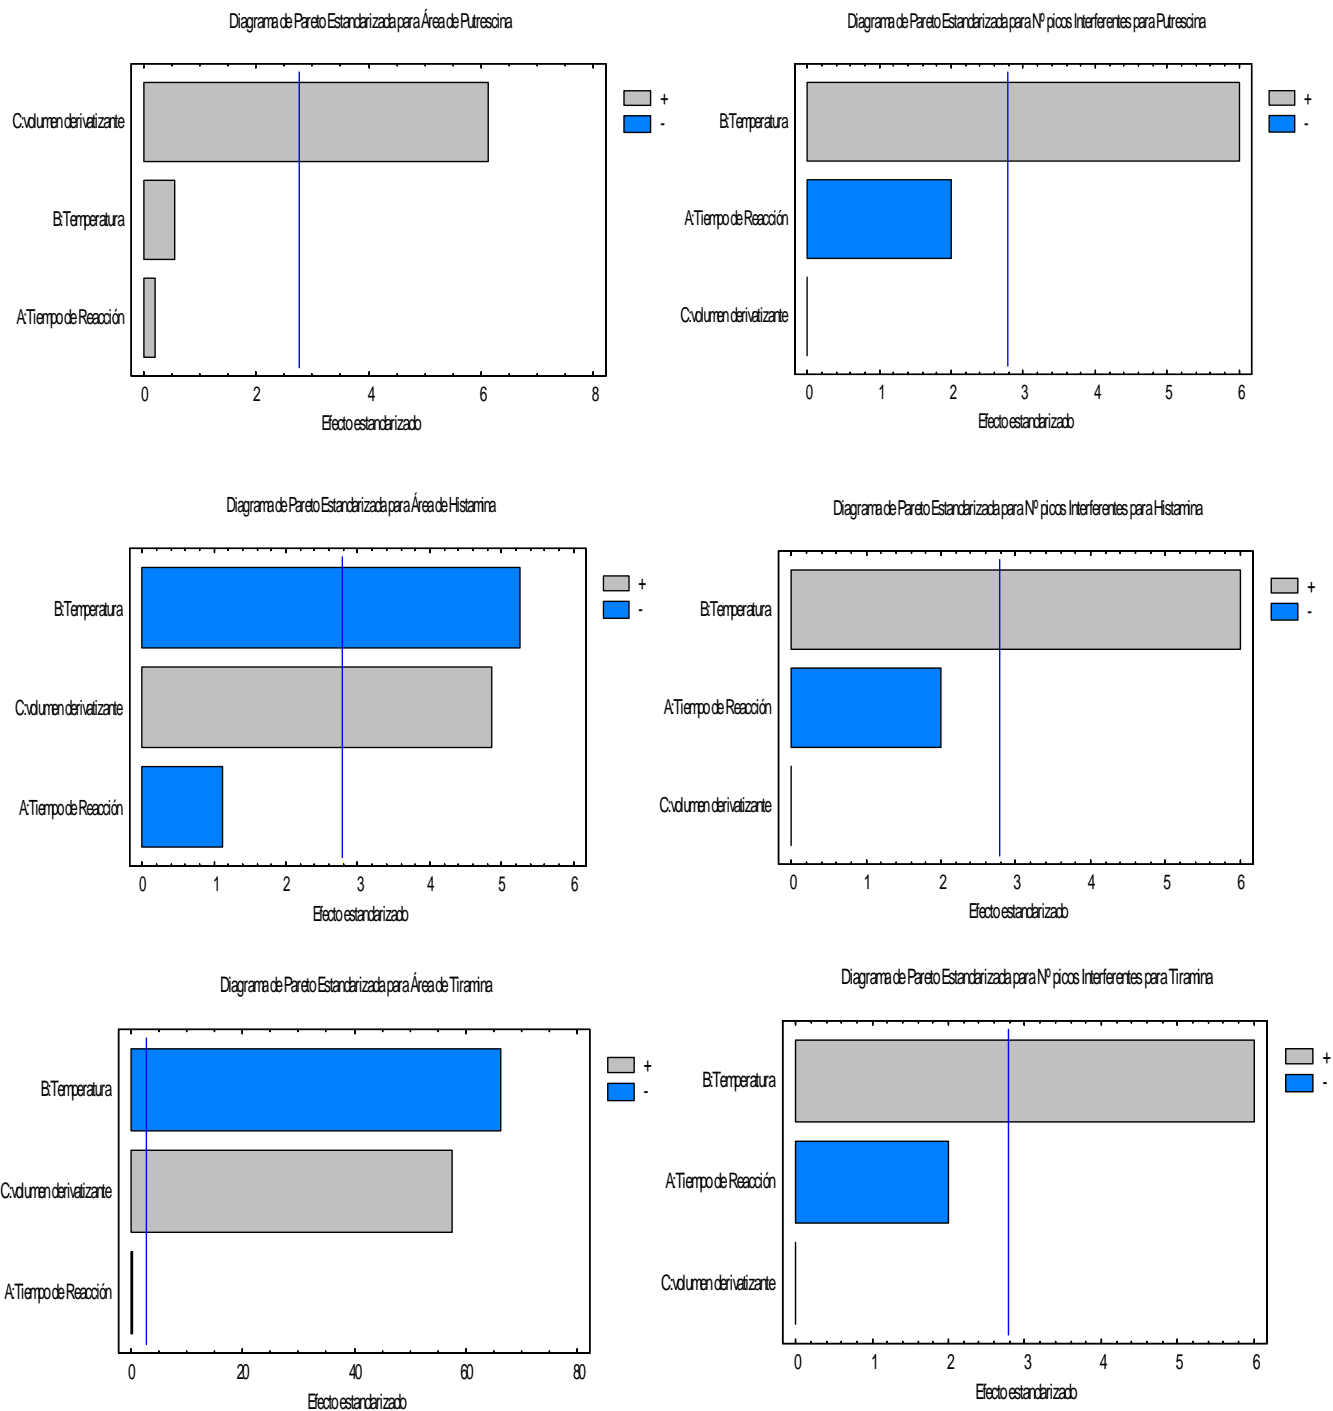 Diagrama de Pareto Estandarizada para Área de Putrescina
+
-
C:volumen derivatizante
B:Temperatura
A:Tiempo de Reacción
0 2 4 6 8
Efecto estandarizado
Diagrama de Pareto Estandarizada para Nº picos Interferentes para Putrescina
+
-
B:Temperatura
A:Tiempo de Reacción
C:volumen derivatizante
0 1 2 3 4 5 6
Efecto estandarizado
Diagrama de Pareto Estandarizada para Área de Histamina
+
-
B:Temperatura
C:volumen derivatizante
A:Tiempo de Reacción
0 1 2 3 4 5 6
Efecto estandarizado
Diagrama de Pareto Estandarizada para Nº picos Interferentes para Histamina
+
-
B:Temperatura
A:Tiempo de Reacción
C:volumen derivatizante
0 1 2 3 4 5 6
Efecto estandarizado
Diagrama de Pareto Estandarizada para Área de Tiramina
+
-
B:Temperatura
C:volumen derivatizante
A:Tiempo de Reacción
0 20 40 60 80
Efecto estandarizado
Diagrama de Pareto Estandarizada para Nº picos Interferentes para Tiramina
+
-
B:Temperatura
A:Tiempo de Reacción
C:volumen derivatizante
0 1 2 3 4 5 6
Efecto estandarizado